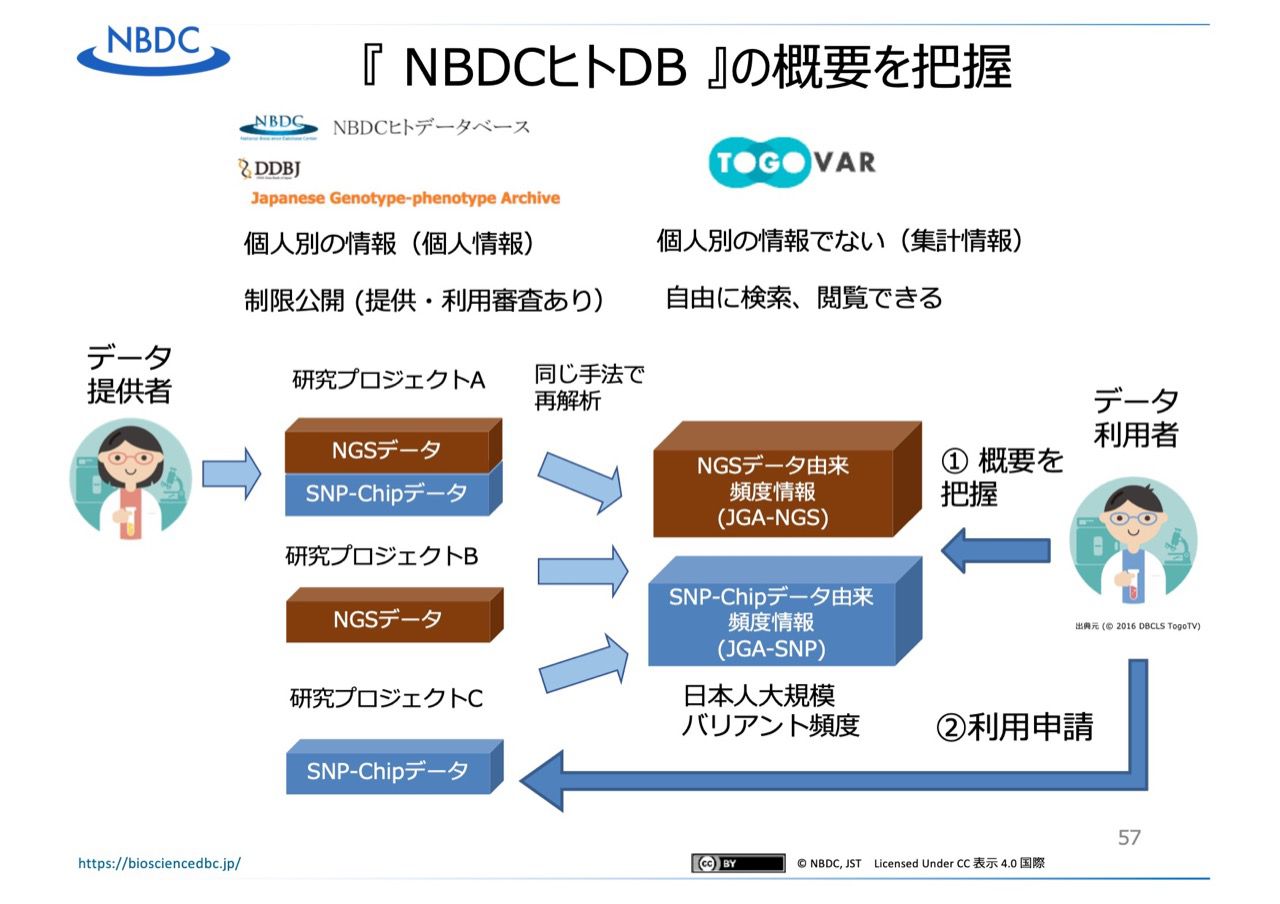 NBDC
『 NBDCヒトDB 』の概要を把握
NBDC
NBDCヒトデータベース
DDBJ
Japanese Genotype-phenotype Archive
TOGOVAR
個人別の情報（個人情報）
個人別の情報でない（集計情報）
制限公開 (提供・利用審査あり）
自由に検索、閲覧できる
データ
提供者
研究プロジェクトA
NGSデータ
SNP-Chipデータ
研究プロジェクトB
NGSデータ
研究プロジェクトC
SNP-Chipデータ
同じ手法で
再解析
NGSデータ由来
頻度情報
(JGA-NGS)
SNP-Chipデータ由来
頻度情報
(JGA-SNP)
日本人大規模
バリアント頻度
① 概要を
把握
データ
利用者
出典元 (© 2016 DBCLS TogoTV)
②利用申請
57
https://biosciencedbc.jp/
cc BY
© NBDC, JST Licensed Under CC 表示 4.0 国際